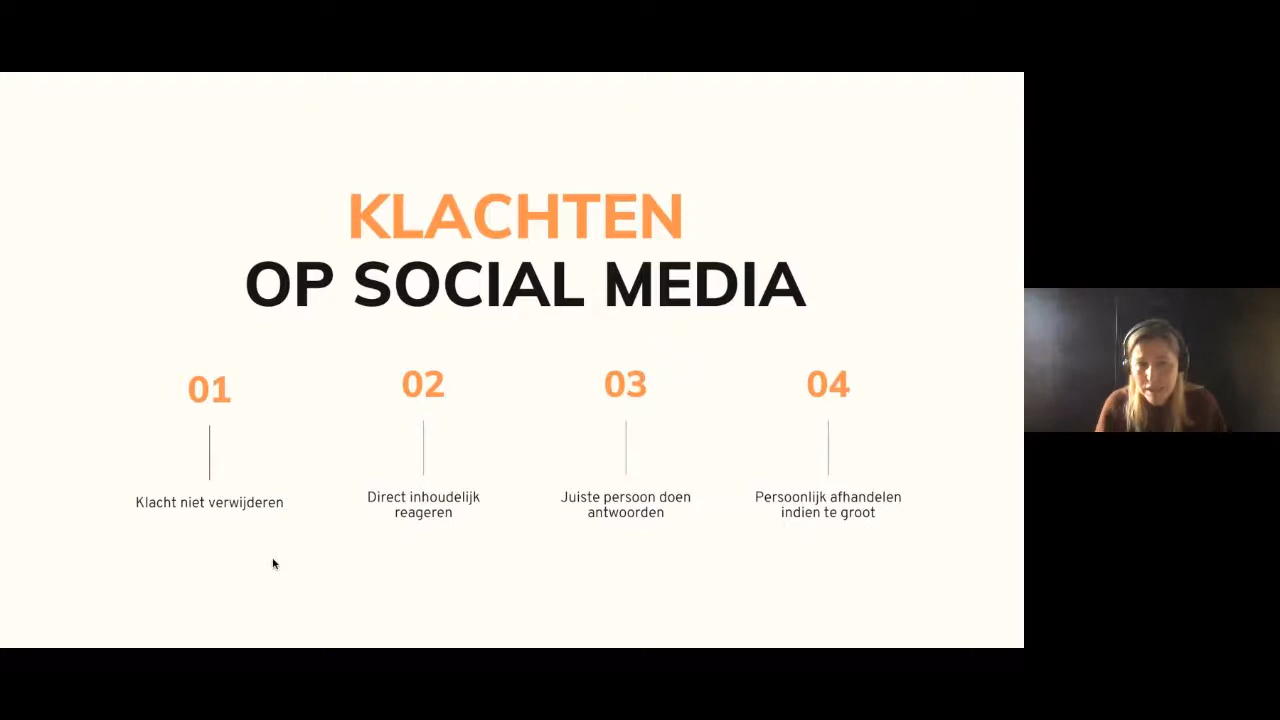 KLACHTEN
OP SOCIAL MEDIA
01
Klacht niet verwijderen
02
Direct inhoudelijk
reageren
03
Juiste persoon doen
antwoorden
04
Persoonlijk afhandelen
indien te groot